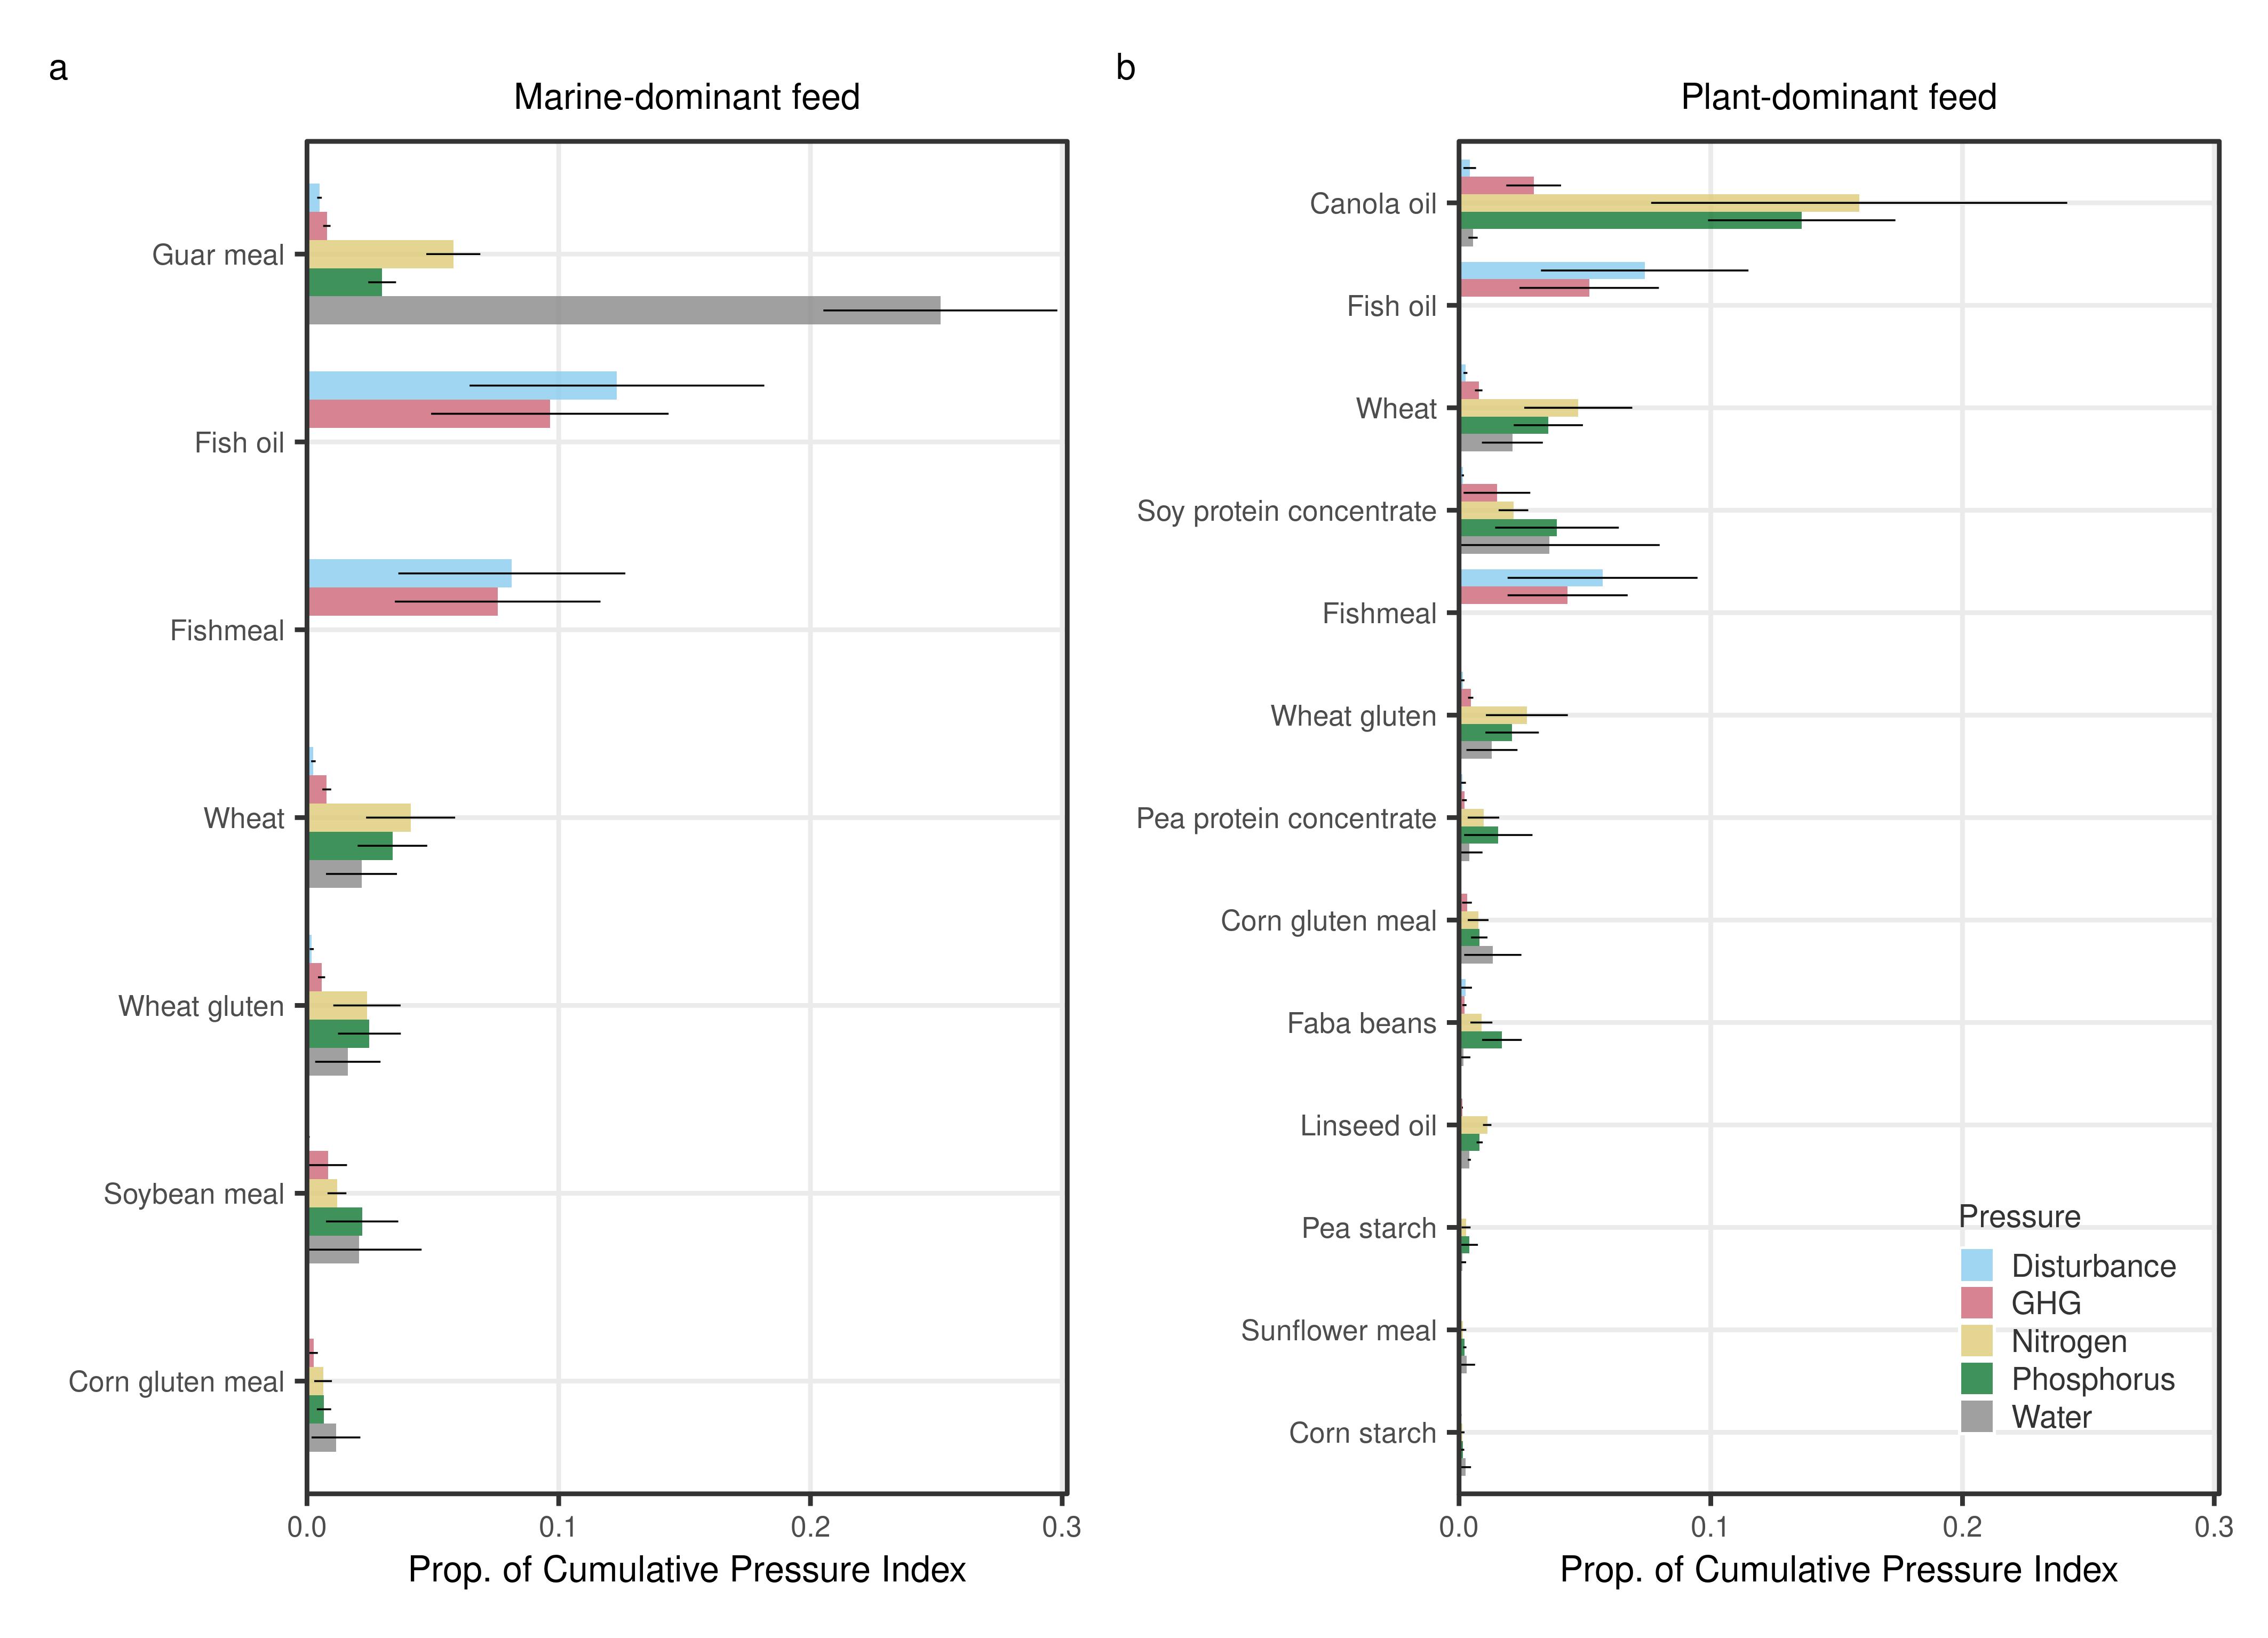 a
Marine-dominant feed
Guar meal
Fish oil
Fishmeal
Wheat
Wheat gluten
Soybean meal
Corn gluten meal
0.0 0.1 0.2 0.3
Prop. of Cumulative Pressure Index
b
Plant-dominant feed
Canola oil
Fish oil
Wheat
Soy protein concentrate
Fishmeal
Wheat gluten
Pea protein concentrate
Corn gluten meal
Faba beans
Linseed oil
Pea starch
Sunflower meal
Corn starch
Pressure
Disturbance
GHG
Nitrogen
Phosphorus
Water
0.0 0.1 0.2 0.3
Prop. of Cumulative Pressure Index